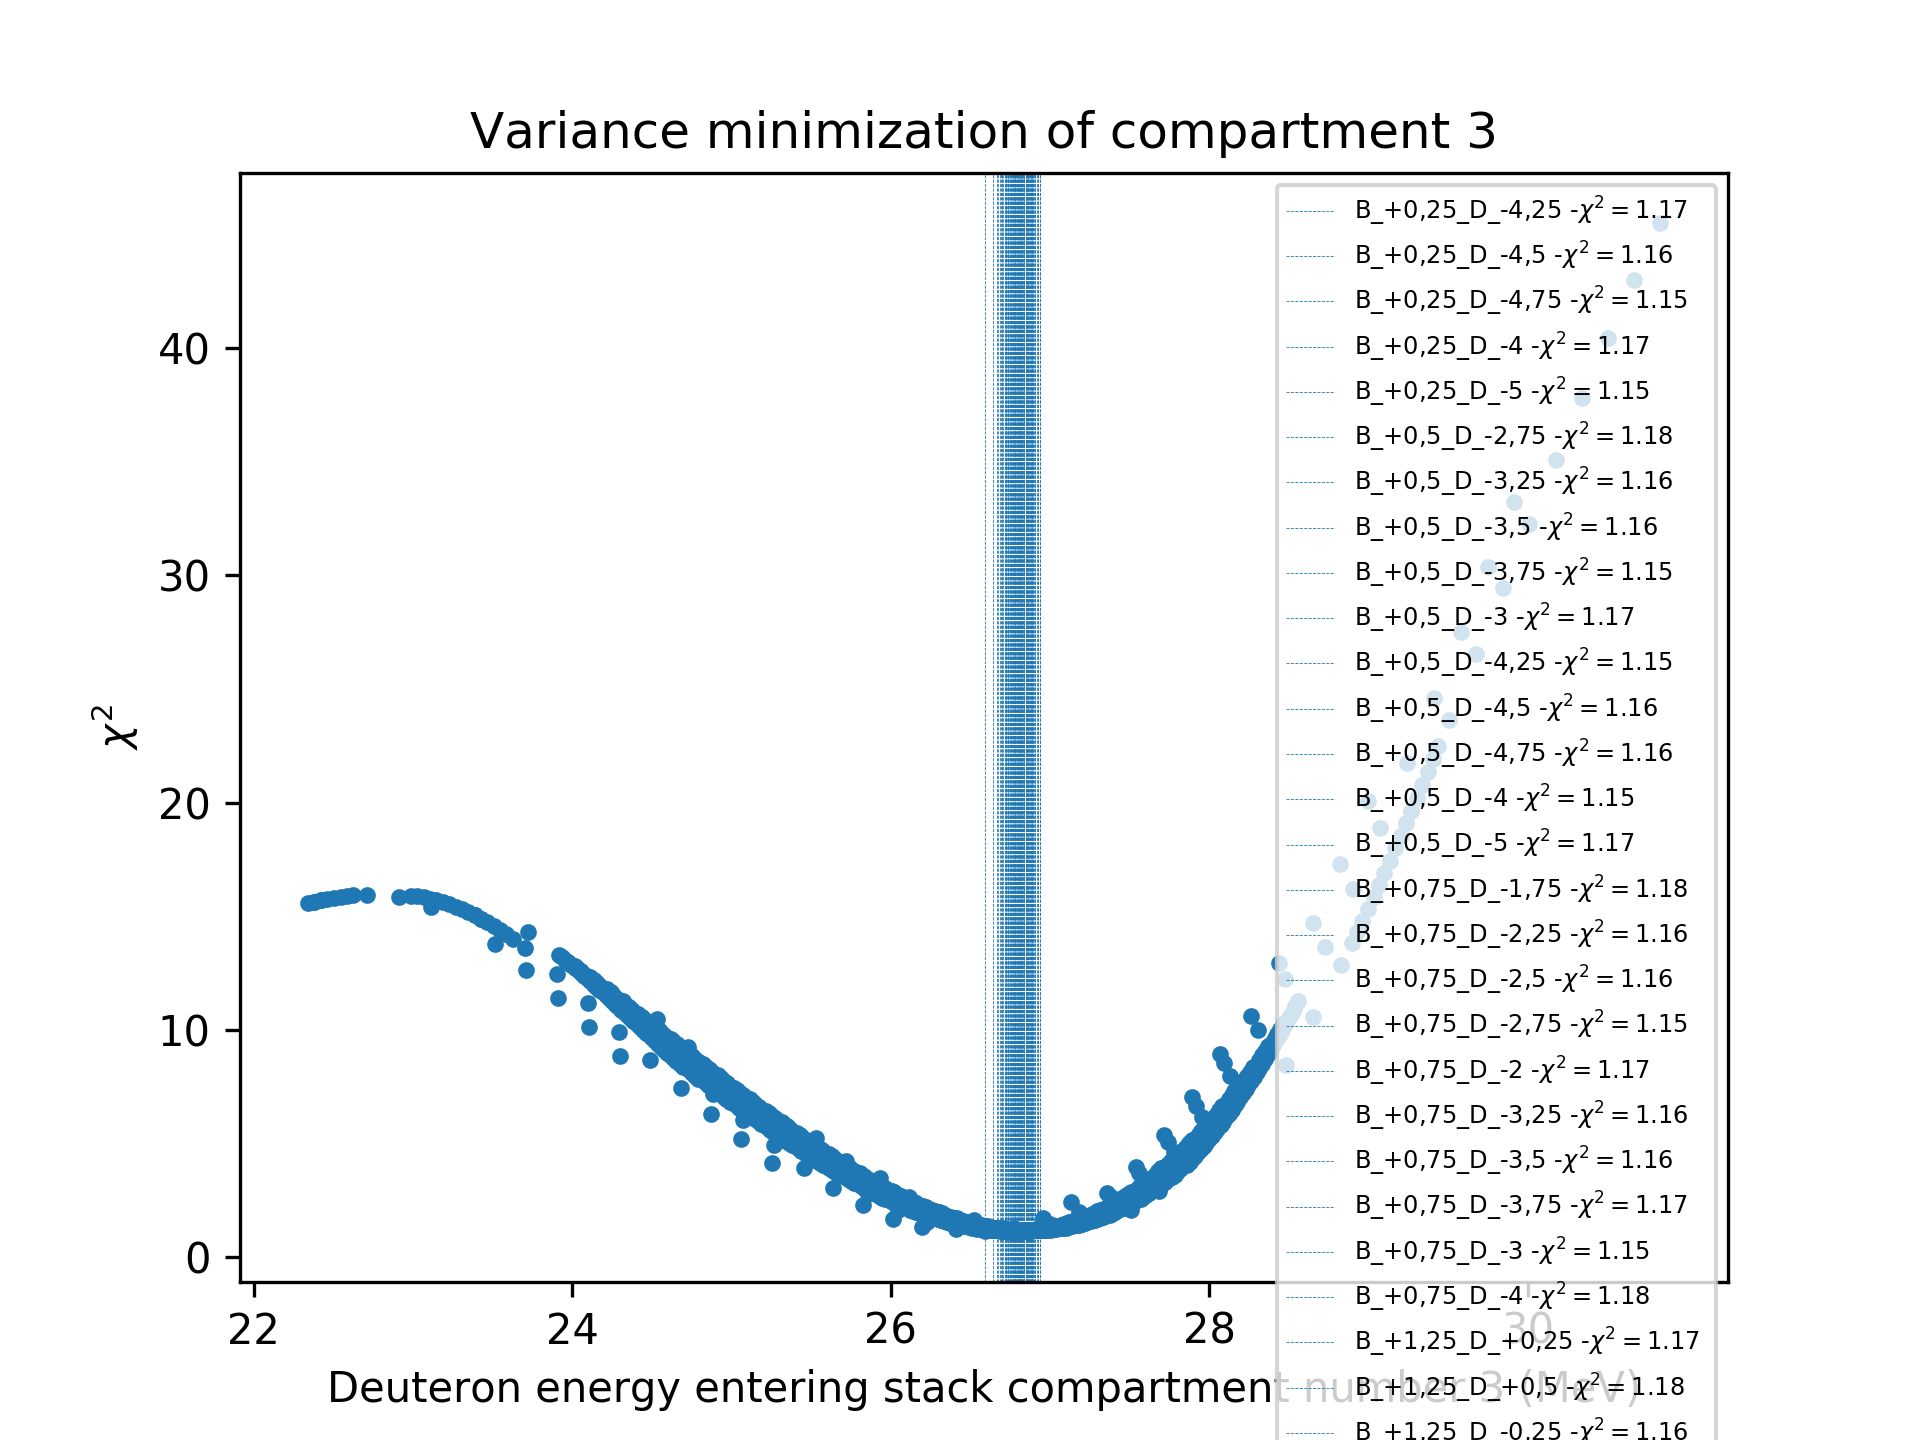 Variance minimization of compartment 3
χ²
40
30
20
10
0
22 24 26 28 30
Deuteron energy entering stack compartment number 3 (MeV)
B_+0,25_D_-4,25 -χ² = 1.17
B_+0,25_D_-4,5 -χ² = 1.16
B_+0,25_D_-4,75 -χ² = 1.15
B_+0,25_D_-4 -χ² = 1.17
B_+0,25_D_-5 -χ² = 1.15
B_+0,5_D_-2,75 -χ² = 1.18
B_+0,5_D_-3,25 -χ² = 1.16
B_+0,5_D_-3,5 -χ² = 1.16
B_+0,5_D_-3,75 -χ² = 1.15
B_+0,5_D_-3 -χ² = 1.17
B_+0,5_D_-4,25 -χ² = 1.15
B_+0,5_D_-4,5 -χ² = 1.16
B_+0,5_D_-4,75 -χ² = 1.16
B_+0,5_D_-4 -χ² = 1.15
B_+0,5_D_-5 -χ² = 1.17
B_+0,75_D_-1,75 -χ² = 1.18
B_+0,75_D_-2,25 -χ² = 1.16
B_+0,75_D_-2,5 -χ² = 1.16
B_+0,75_D_-2,75 -χ² = 1.15
B_+0,75_D_-2 -χ² = 1.17
B_+0,75_D_-3,25 -χ² = 1.16
B_+0,75_D_-3,5 -χ² = 1.16
B_+0,75_D_-3,75 -χ² = 1.17
B_+0,75_D_-3 -χ² = 1.15
B_+0,75_D_-4 -χ² = 1.18
B_+1,25_D_+0,25 -χ² = 1.17
B_+1,25_D_+0,5 -χ² = 1.18
B_+1,25_D_-0,25 -χ² = 1.16